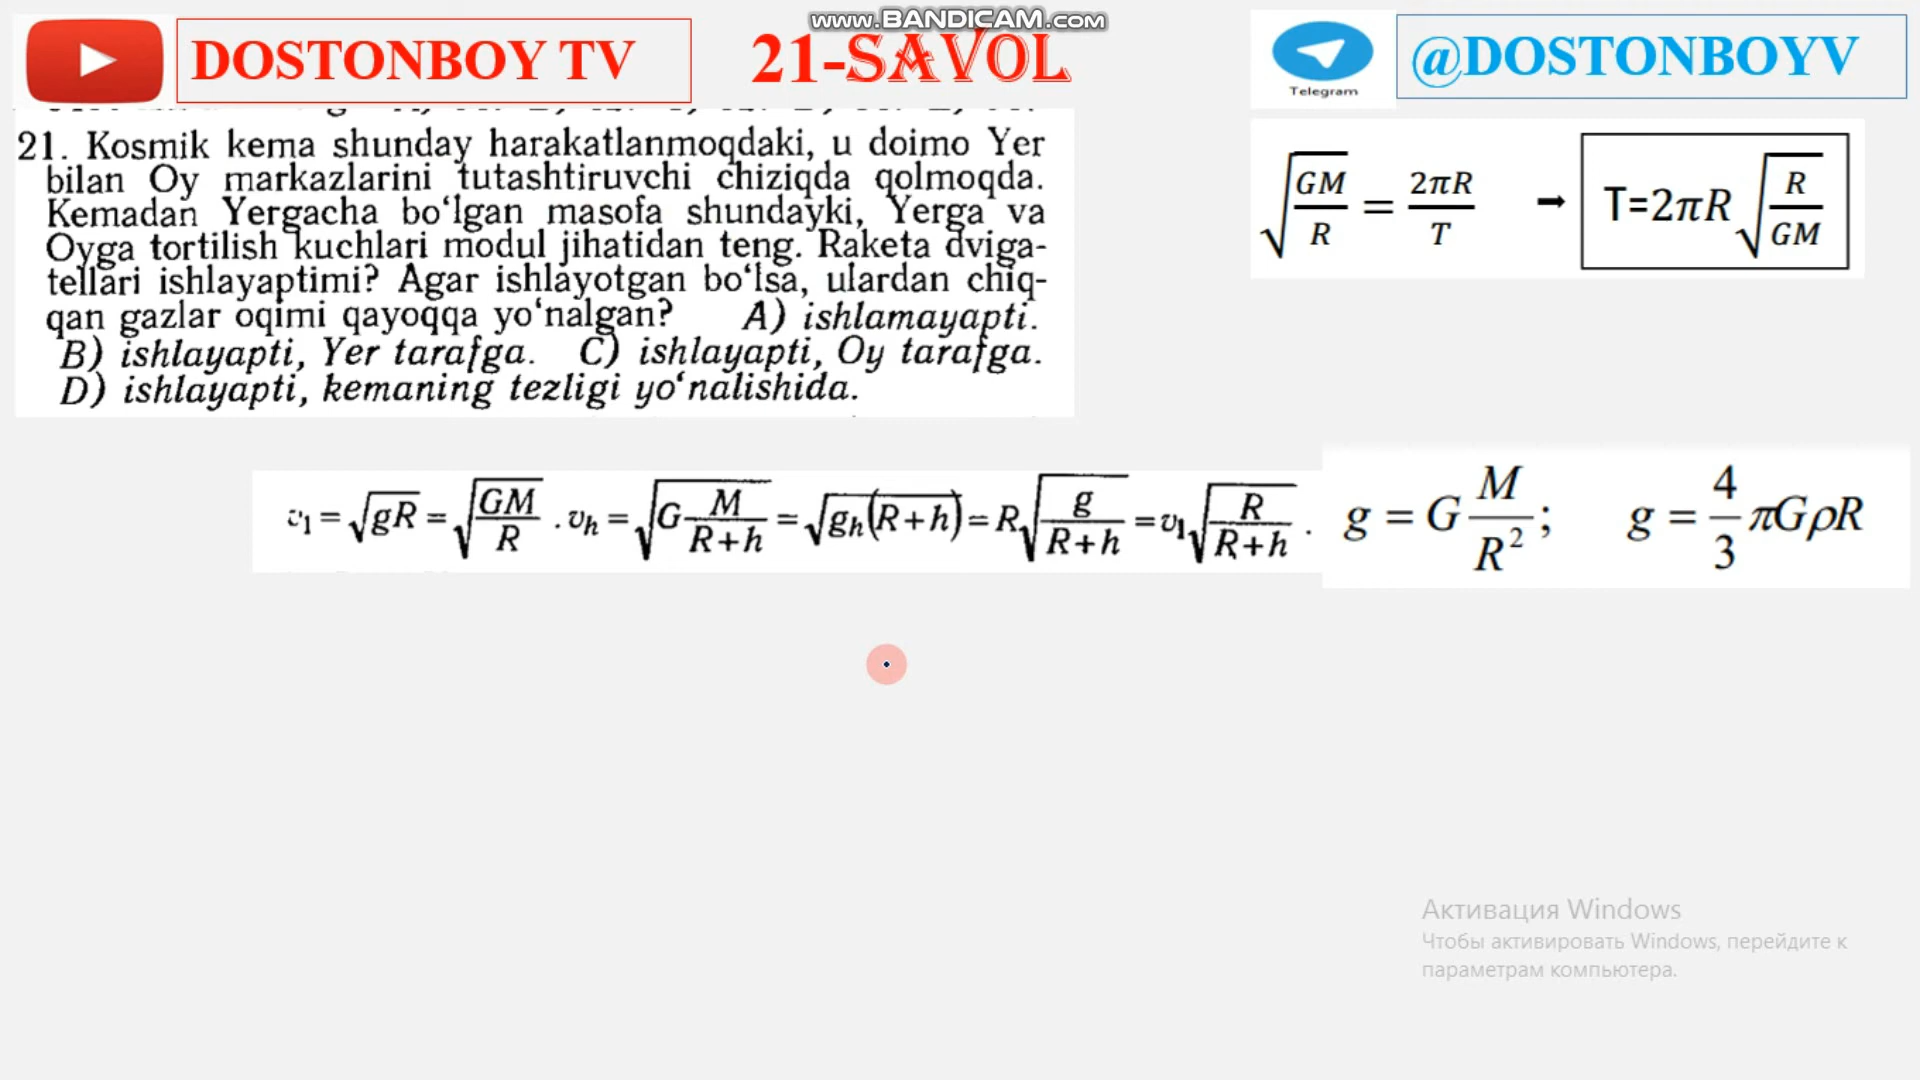 www.BANDICAM.com
DOSTONBOY TV
21-SAVOL
Telegram
@DOSTONBOYV
21. Kosmik kema shunday harakatlanmoqdaki, u doimo Yer
bilan Oy markazlarini tutashtiruvchi chiziqda qolmoqda.
Kemadan Yergacha bo‘lgan masofa shundayki, Yerga va
Oyga tortilish kuchlari modul jihatidan teng. Raketa dviga-
tellari ishlayaptimi? Agar ishlayotgan bo‘lsa, ulardan chiq-
qan gazlar oqimi qayoqqa yo‘nalgan? A) ishlamayapti.
B) ishlayapti, Yer tarafga. C) ishlayapti, Oy tarafga.
D) ishlayapti, kemaning tezligi yo‘nalishida.
√(GM/R) = 2πR/T ➡ T=2πR√(R/GM)
υ₁ = √(gR) = √(GM/R) . υₕ = √(G M/(R+h)) = √(gₕ(R+h)) = R√(g/(R+h)) = υ₁√(R/(R+h)) .
g = G M/R²; g = 4/3 πGρR
Активация Windows
Чтобы активировать Windows, перейдите к
параметрам компьютера.